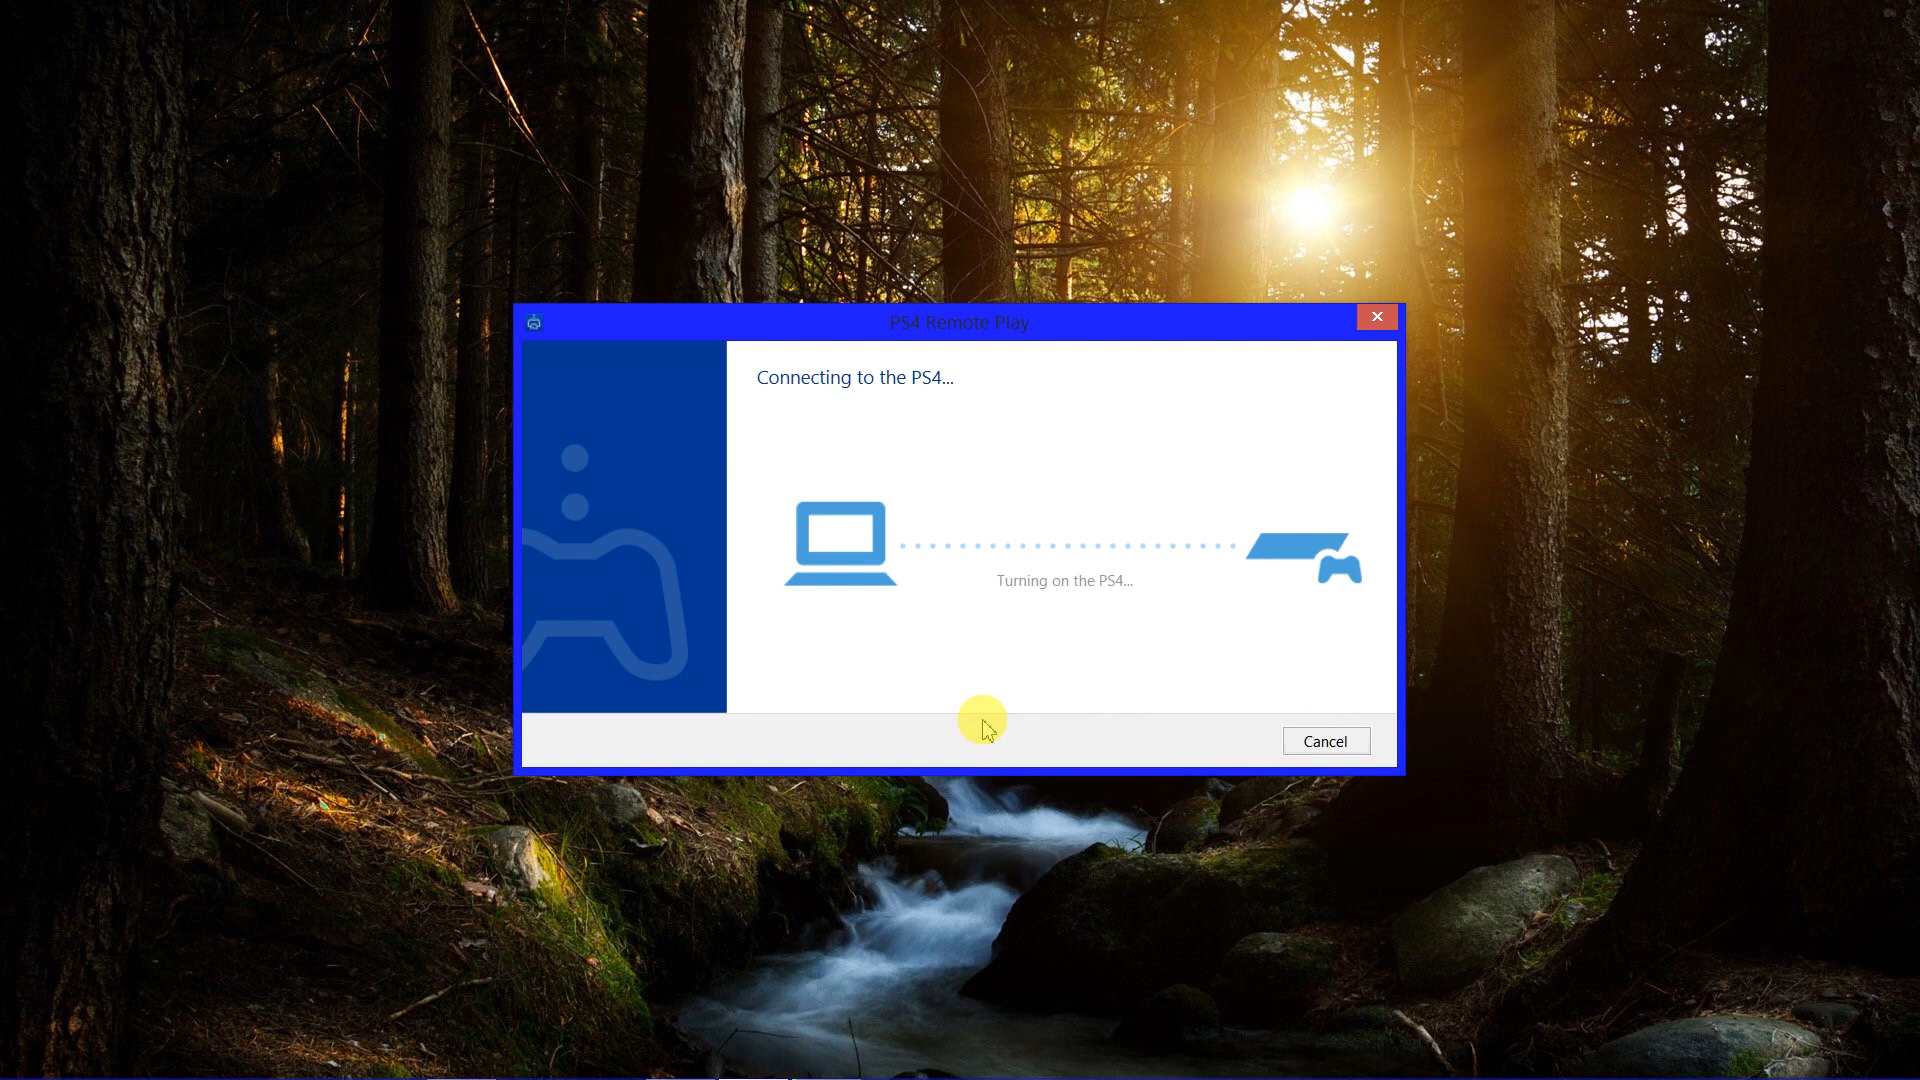 PS4 Remote Play
Connecting to the PS4...
Turning on the PS4...
Cancel